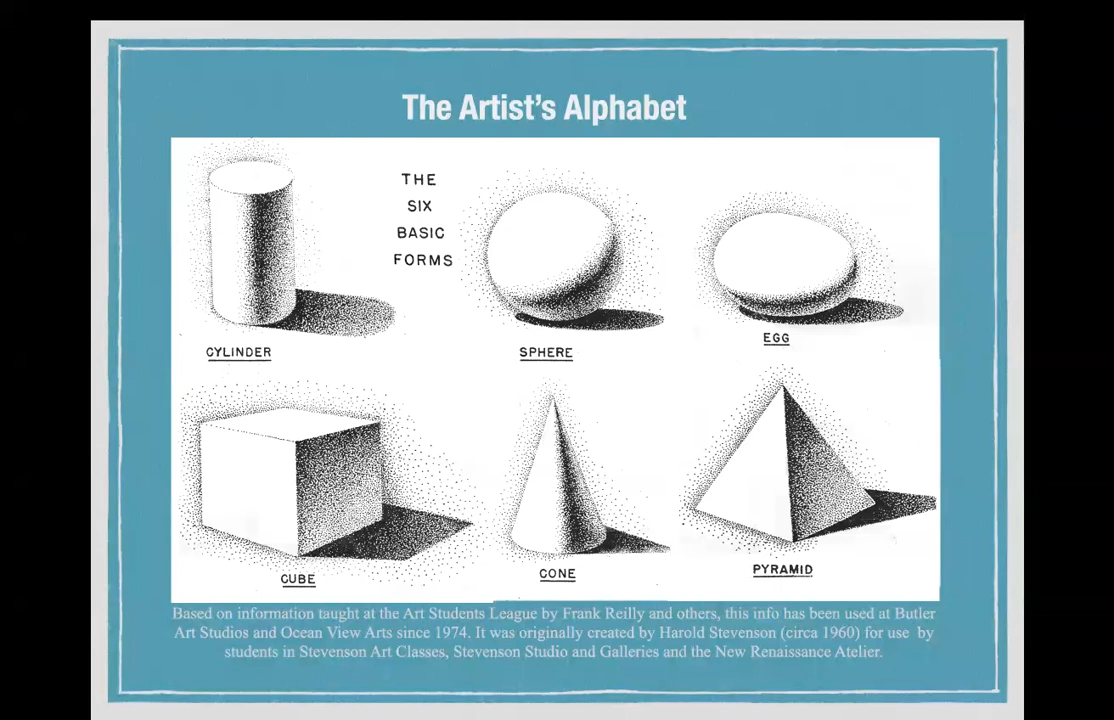 The Artist's Alphabet
THE
SIX
BASIC
FORMS
CYLINDER
SPHERE
EGG
CUBE
CONE
PYRAMID
Based on information taught at the Art Students League by Frank Reilly and others, this info has been used at Butler
Art Studios and Ocean View Arts since 1974. It was originally created by Harold Stevenson (circa 1960) for use by
students in Stevenson Art Classes, Stevenson Studio and Galleries and the New Renaissance Atelier.